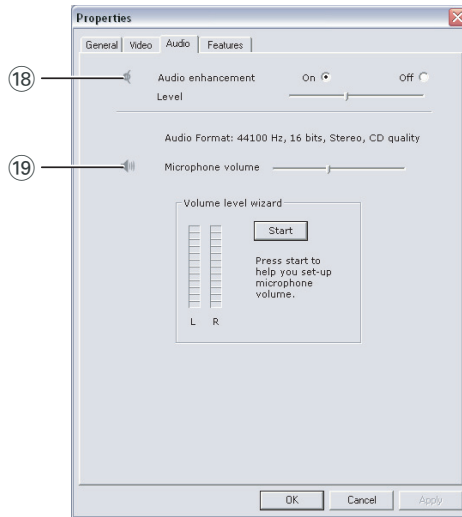 Properties
General Video Audio Features
18 Audio enhancement On Off
Level
Audio Format: 44100 Hz, 16 bits, Stereo, CD quality
19 Microphone volume
Volume level wizard
Start
Press start to
help you set-up
microphone
volume.
L R
OK Cancel Apply